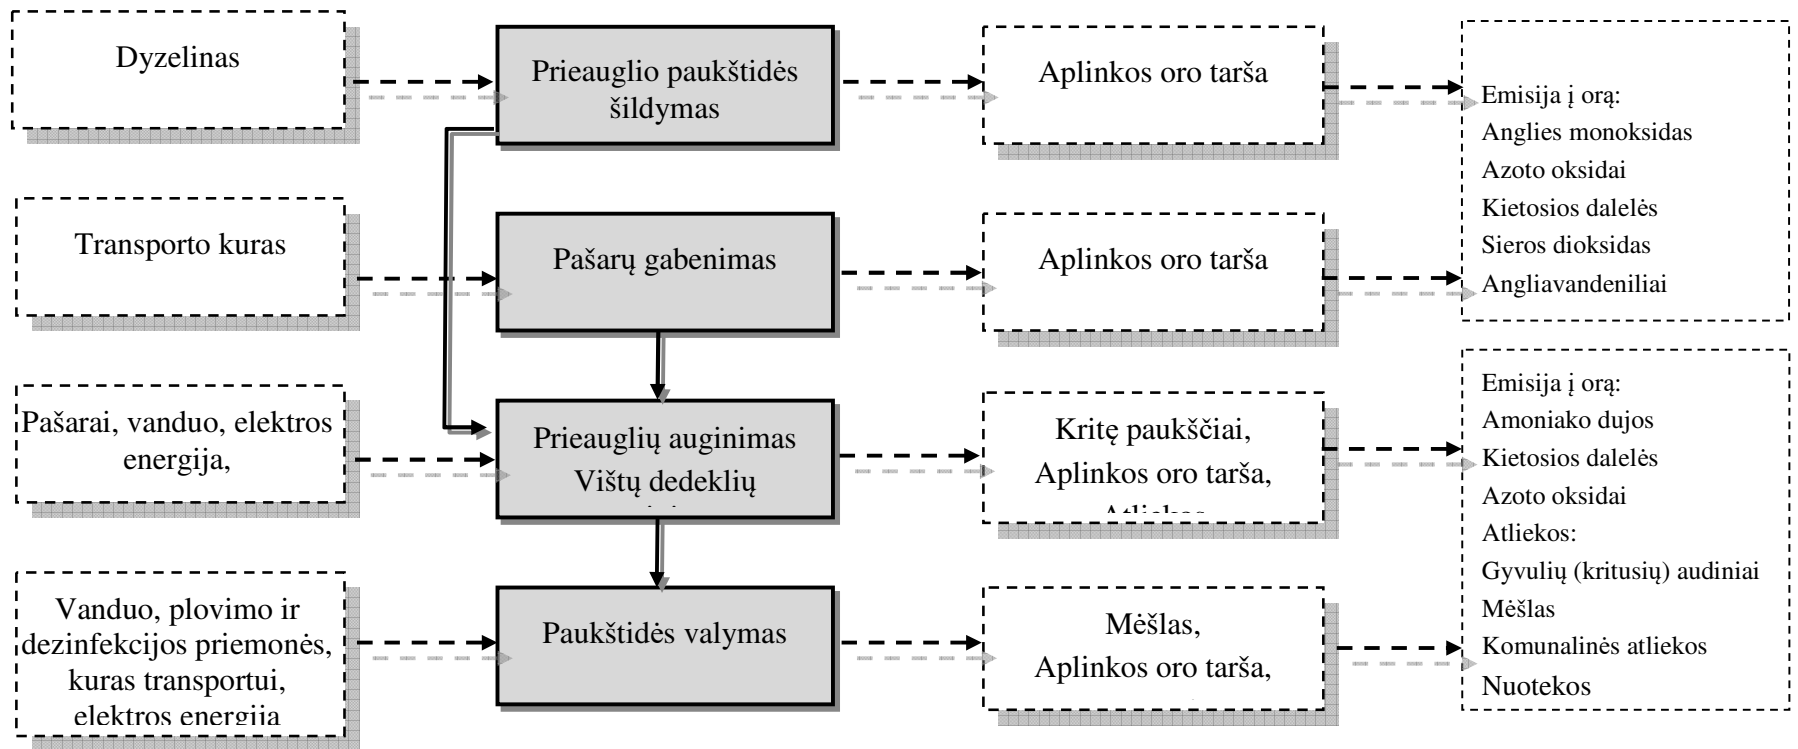 Dyzelinas
Prieauglio paukštidės
šildymas
Aplinkos oro tarša
Emisija į orą:
Anglies monoksidas
Azoto oksidai
Kietosios dalelės
Sieros dioksidas
Angliavandeniliai
Transporto kuras
Pašarų gabenimas
Aplinkos oro tarša
Pašarai, vanduo, elektros
energija,
Prieauglių auginimas
Vištų dedeklių
Kritę paukščiai,
Aplinkos oro tarša,
Emisija į orą:
Amoniako dujos
Kietosios dalelės
Azoto oksidai
Atliekos:
Gyvulių (kritusių) audiniai
Mėšlas
Komunalinės atliekos
Nuotekos
Vanduo, plovimo ir
dezinfekcijos priemonės,
kuras transportui,
elektros energija
Paukštidės valymas
Mėšlas,
Aplinkos oro tarša,